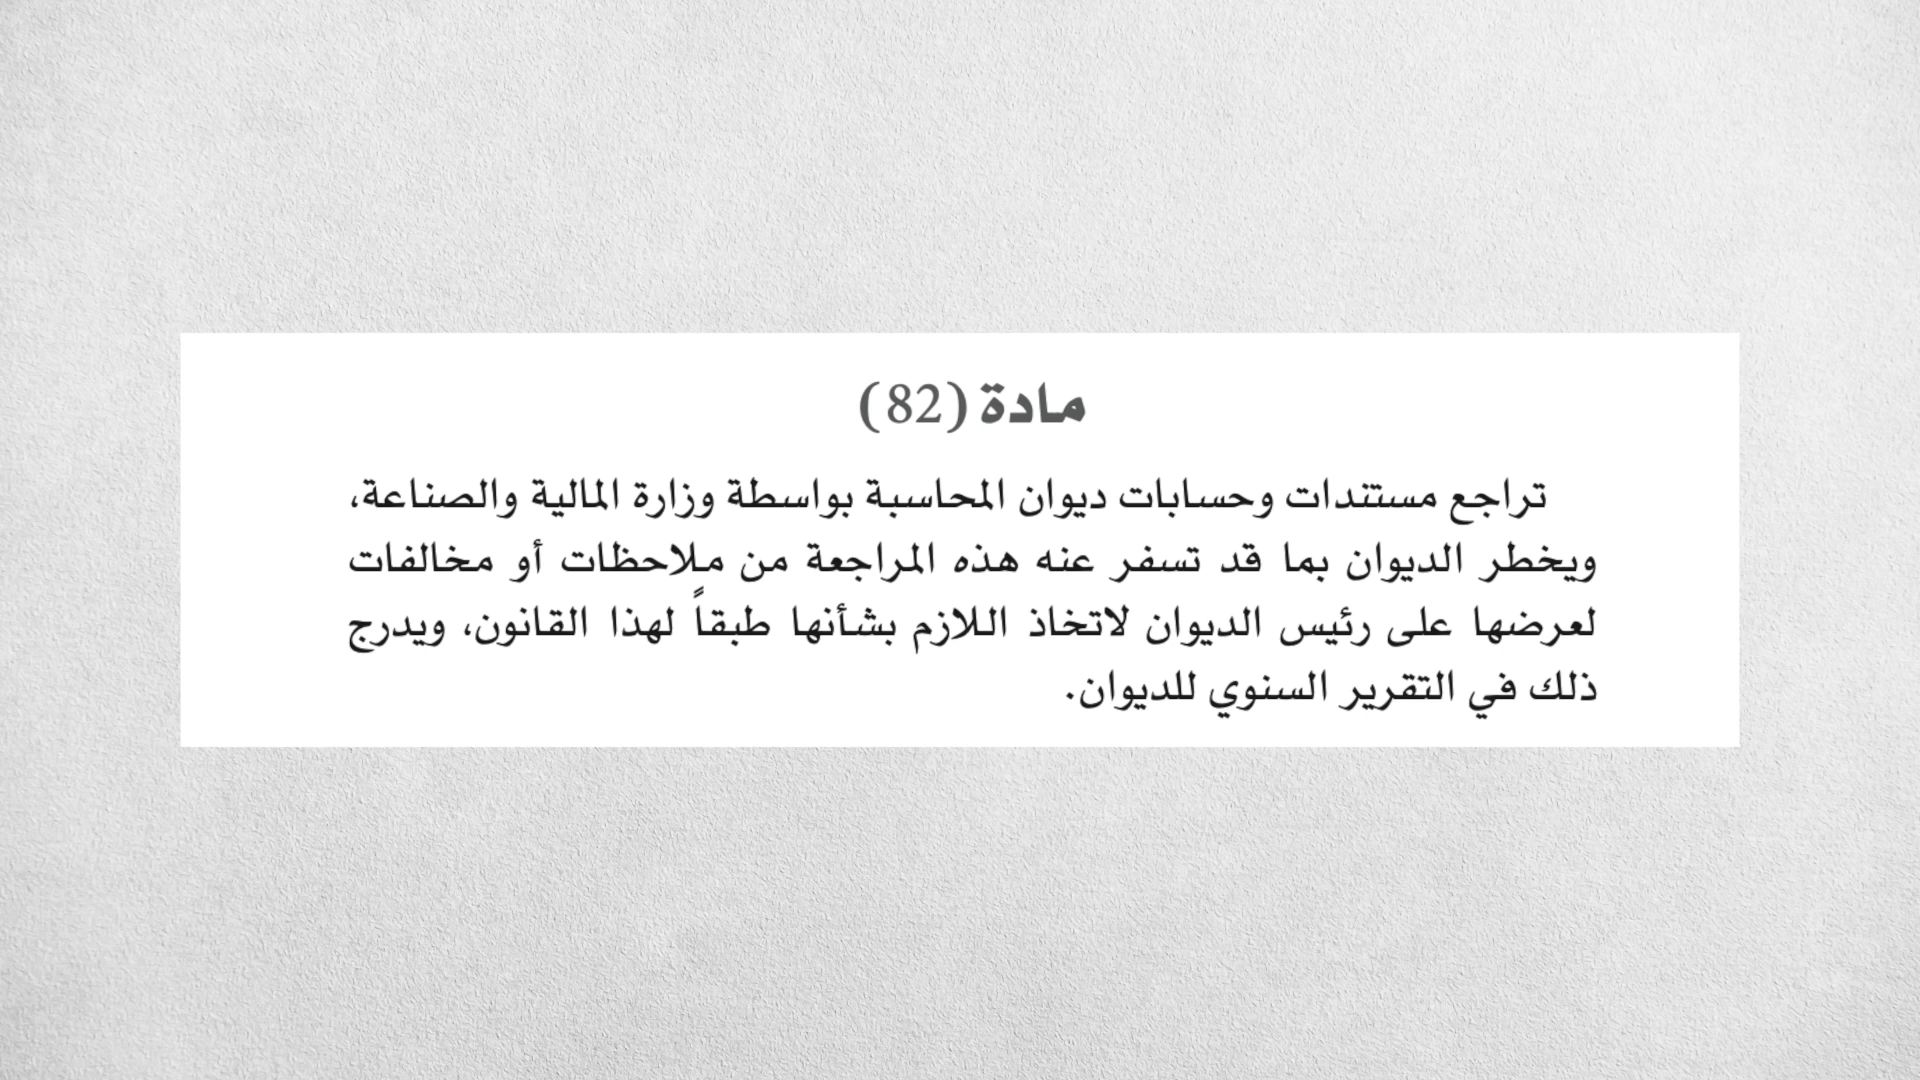 مادة (82)
تراجع مستندات وحسابات ديوان المحاسبة بواسطة وزارة المالية والصناعة،
ويخطر الديوان بما قد تسفر عنه هذه المراجعة من ملاحظات أو مخالفات
لعرضها على رئيس الديوان لاتخاذ اللازم بشأنها طبقاً لهذا القانون، ويدرج
ذلك في التقرير السنوي للديوان.